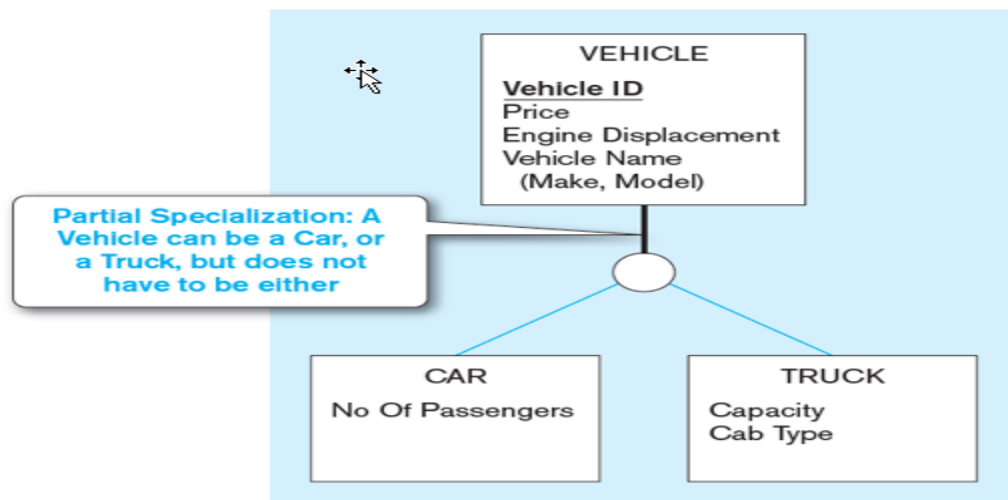 VEHICLE
Vehicle ID
Price
Engine Displacement
Vehicle Name
(Make, Model)
Partial Specialization: A
Vehicle can be a Car, or
a Truck, but does not
have to be either
CAR
No Of Passengers
TRUCK
Capacity
Cab Type